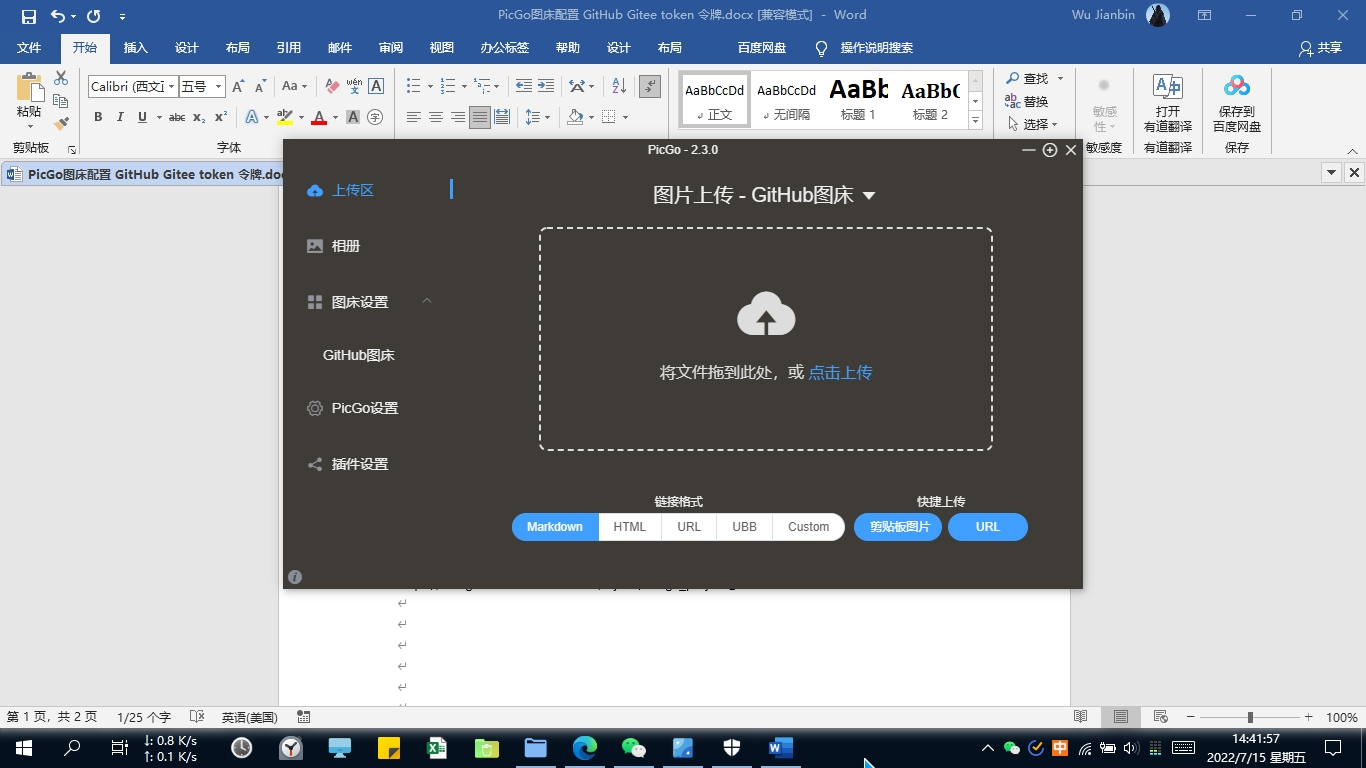 PicGo图床配置 GitHub Gitee token 令牌.docx [兼容模式] - Word
Wu Jianbin
文件 开始 插入 设计 布局 引用 邮件 审阅 视图 办公标签 帮助 设计 布局 百度网盘 操作说明搜索 共享
粘贴
剪贴板
Calibri (西文 五号
字体
AaBbCcDd AaBbCcDd AaBb AaBbC
正文 无间隔 标题 1 标题 2
查找
替换
选择
敏感性
敏感度
打开有道翻译
有道翻译
保存到百度网盘
保存
PicGo图床配置 GitHub Gitee token 令牌.do
PicGo - 2.3.0
上传区
相册
图床设置
GitHub图床
PicGo设置
插件设置
图片上传 - GitHub图床
将文件拖到此处，或 点击上传
链接格式 快捷上传
Markdown HTML URL UBB Custom 剪贴板图片 URL
第 1 页，共 2 页 1/25 个字 英语(美国) 100%
↓: 0.8 K/s
↑: 0.1 K/s
中
14:41:57
2022/7/15 星期五